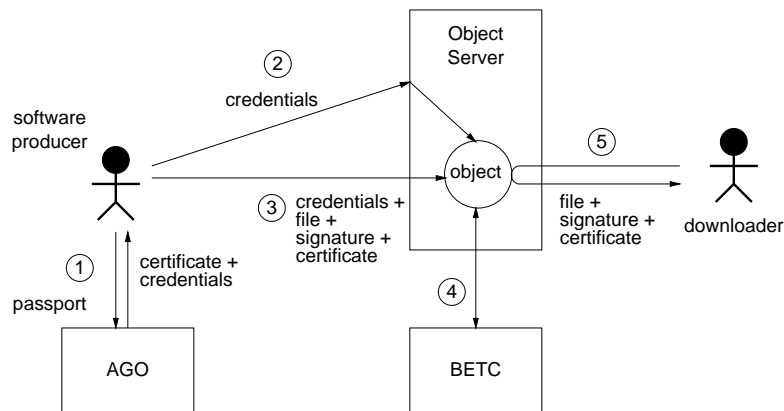 Object
Server
2
credentials
software
producer
object
5
3
credentials +
file +
signature +
certificate
file +
signature +
certificate
downloader
1
certificate +
credentials
passport
4
AGO
BETC